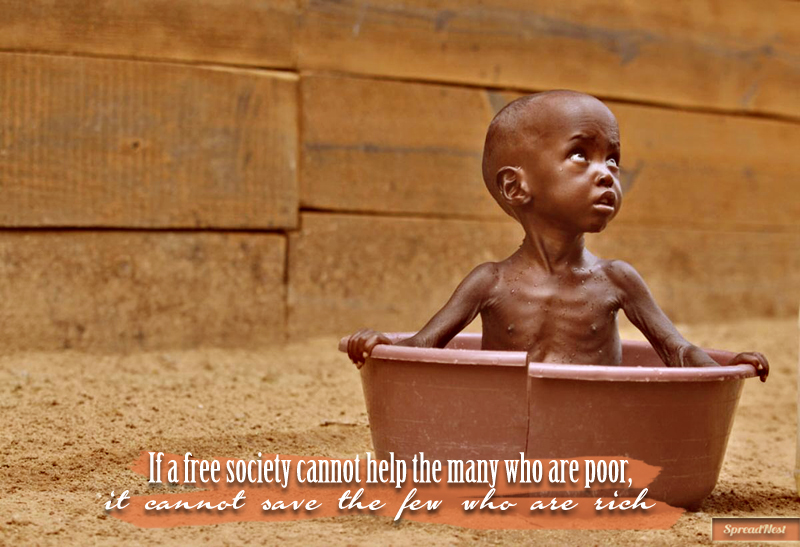 If a free society cannot help the many who are poor,
it cannot save the few who are rich
SpreadNest